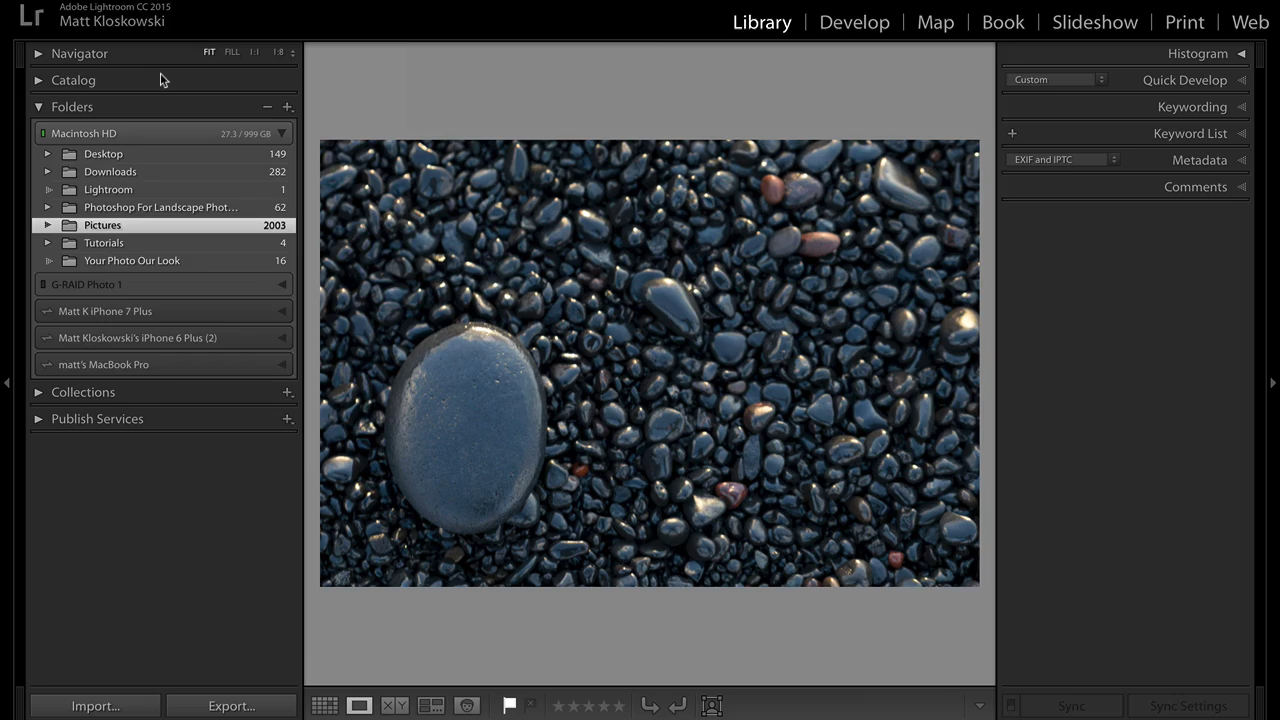 Lr
Adobe Lightroom CC 2015
Matt Kloskowski
Library | Develop | Map | Book | Slideshow | Print | Web
Navigator FIT FILL 1:1 1:8
Catalog
Folders
Macintosh HD 27.3 / 999 GB
Desktop 149
Downloads 282
Lightroom 1
Photoshop For Landscape Phot... 62
Pictures 2003
Tutorials 4
Your Photo Our Look 16
G-RAID Photo 1
Matt K iPhone 7 Plus
Matt Kloskowski's iPhone 6 Plus (2)
matt's MacBook Pro
Collections
Publish Services
Import... Export...
XY
Histogram
Custom Quick Develop
Keywording
Keyword List
EXIF and IPTC Metadata
Comments
Sync Sync Settings